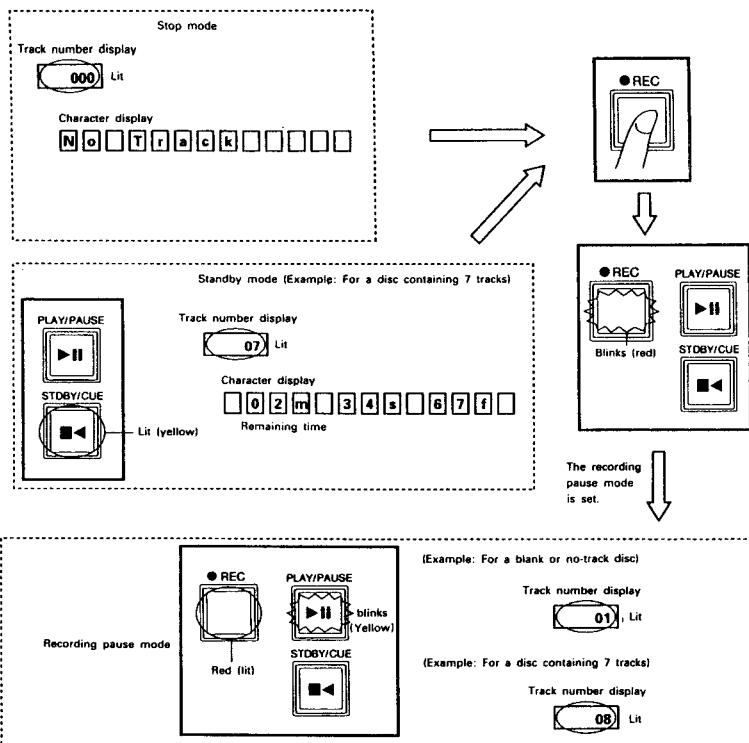 Stop mode
Track number display
000 Lit
Character display
No Track
● REC
Standby mode (Example: For a disc containing 7 tracks)
PLAY/PAUSE
►II
STDBY/CUE
■◄
Lit (yellow)
Track number display
07 Lit
Character display
02m 34s 67f
Remaining time
● REC
Blinks (red)
PLAY/PAUSE
►II
STDBY/CUE
■◄
The recording
pause mode
is set.
Recording pause mode
● REC
Red (lit)
PLAY/PAUSE
►II
blinks
(Yellow)
STDBY/CUE
■◄
(Example: For a blank or no-track disc)
Track number display
01 Lit
(Example: For a disc containing 7 tracks)
Track number display
08 Lit